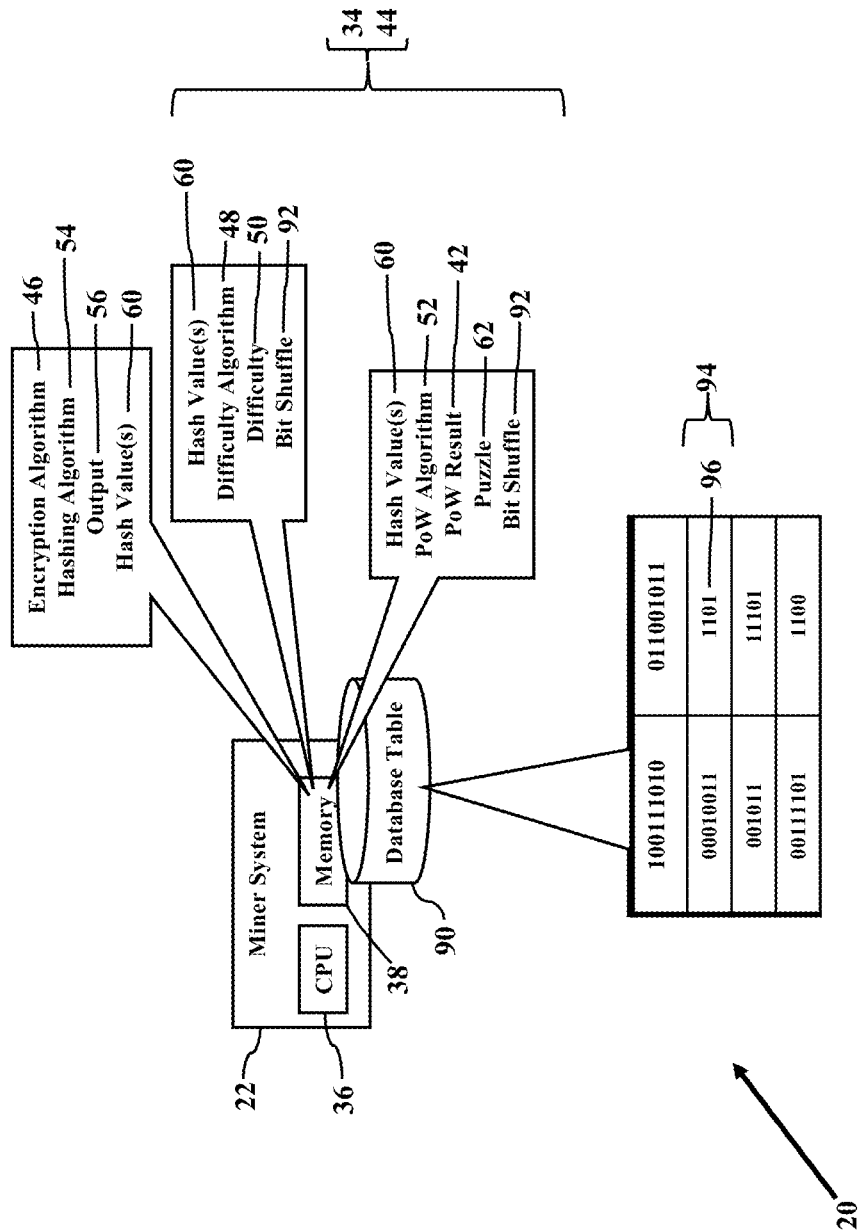 Encryption Algorithm 46
Hashing Algorithm 54
Output 56
Hash Value(s) 60
Hash Value(s) 60
Difficulty Algorithm 48
Difficulty 50
Bit Shuffle 92
34
44
Hash Value(s) 60
PoW Algorithm 52
PoW Result 42
Puzzle 62
Bit Shuffle 92
22
Miner System
36
CPU
Memory
38
Database Table
90
100111010 011001011
00010011 1101
001011 11101
00111101 1100
96
94
20